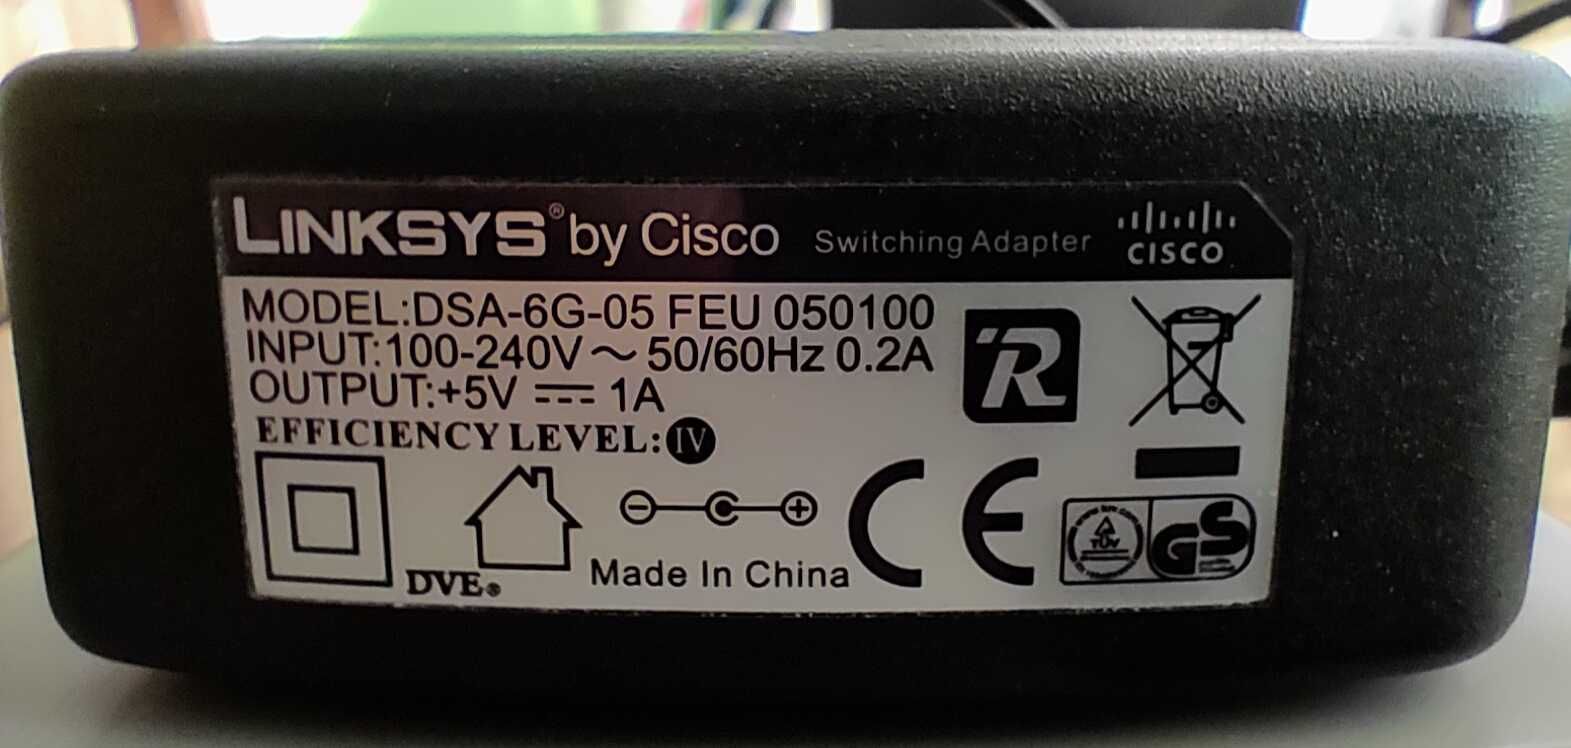 LINKSYS® by Cisco Switching Adapter
CISCO
MODEL:DSA-6G-05 FEU 050100
INPUT:100-240V～50/60Hz 0.2A
OUTPUT:+5V ⎓ 1A
EFFICIENCY LEVEL:IV
R
DVE®
Made In China
CE
TÜV
GS